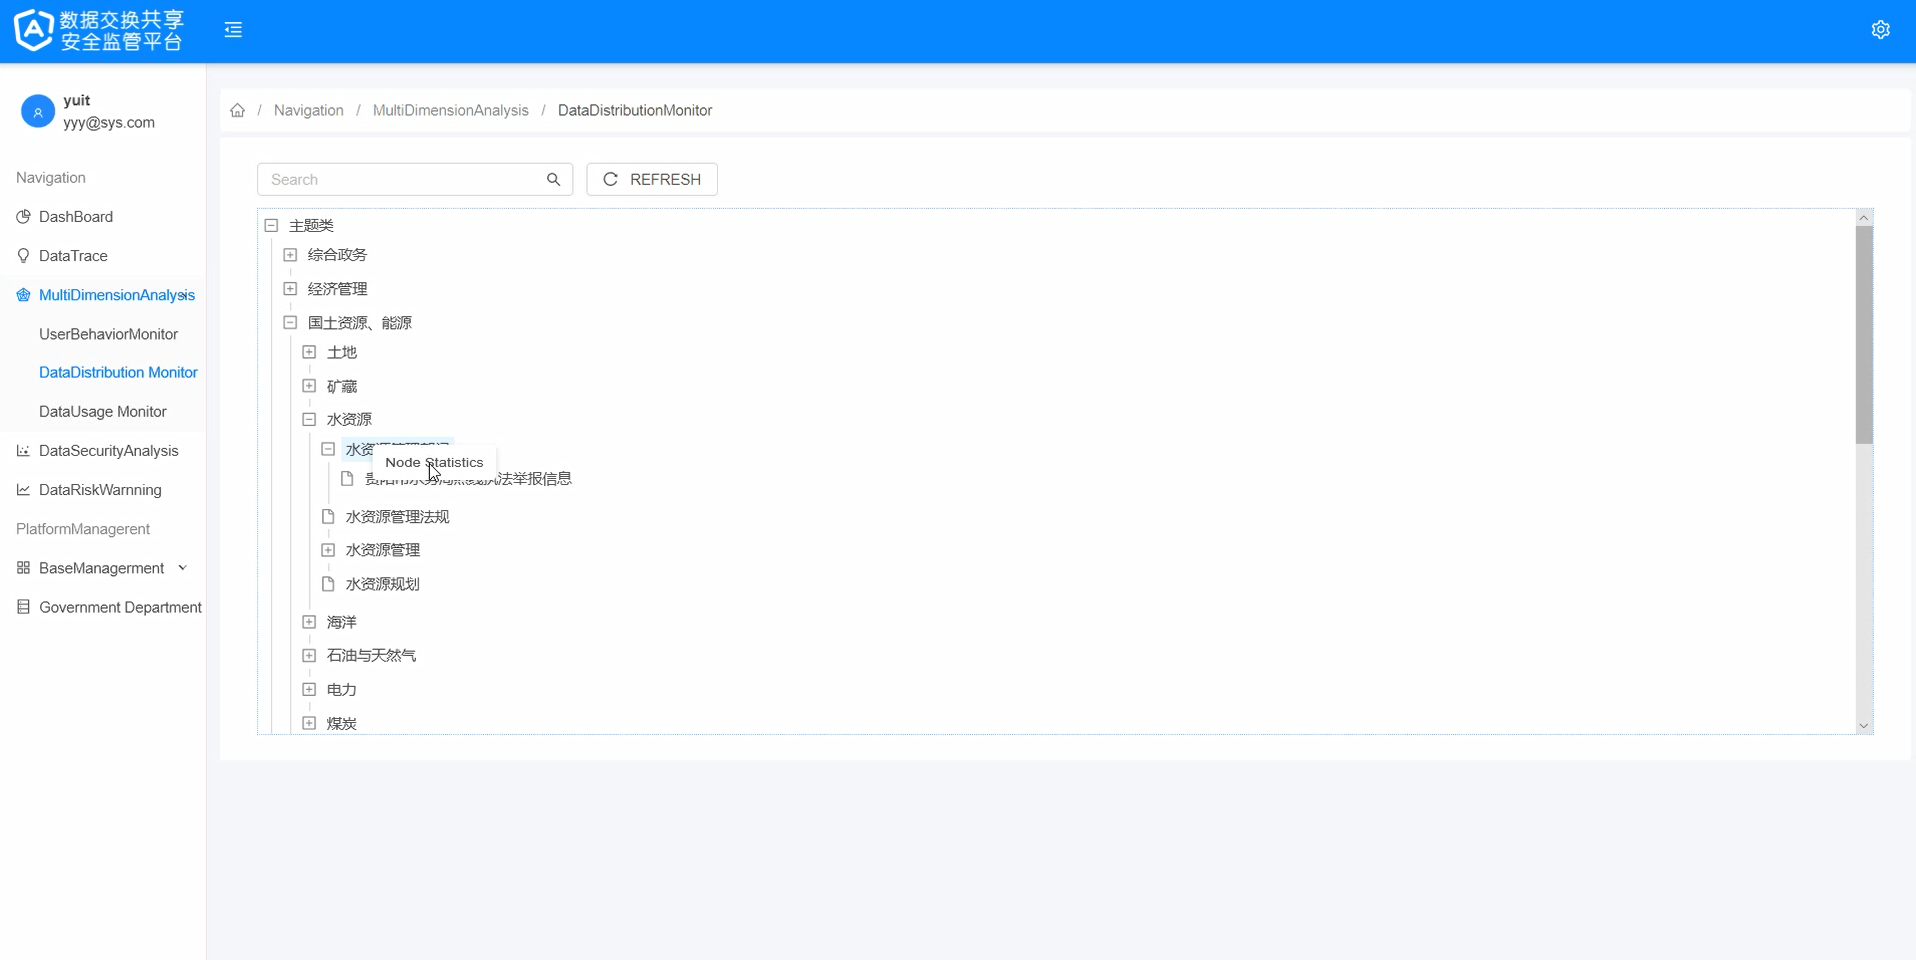 数据交换共享
安全监管平台
yuit
yyy@sys.com
Navigation
DashBoard
DataTrace
MultiDimensionAnalysis
UserBehaviorMonitor
DataDistribution Monitor
DataUsage Monitor
DataSecurityAnalysis
DataRiskWarnning
PlatformManagerent
BaseManagerment
Government Department
/ Navigation / MultiDimensionAnalysis / DataDistributionMonitor
Search
REFRESH
主题类
综合政务
经济管理
国土资源、能源
土地
矿藏
水资源
水资
Node Statistics
法举报信息
水资源管理法规
水资源管理
水资源规划
海洋
石油与天然气
电力
煤炭